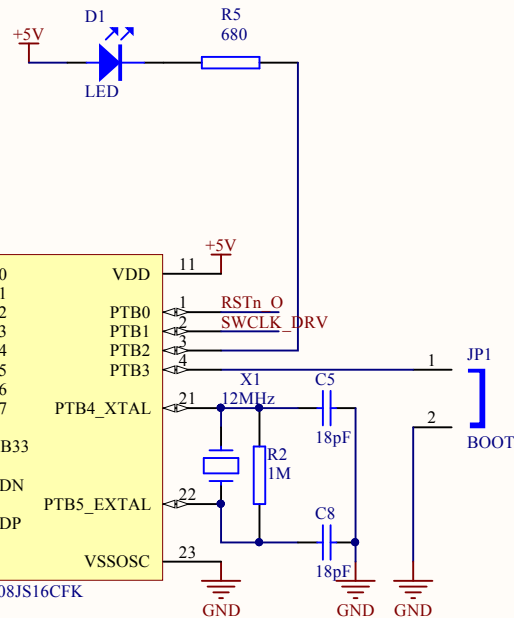 D1
R5
+5V
680
LED
+5V
0
VDD
11
1
2
PTB0
1
RSTn_O
3
PTB1
2
SWCLK_DRV
4
PTB2
3
5
PTB3
4
1
JP1
6
X1
C5
7
PTB4_XTAL
21
12MHz
2
18pF
BOOT
B33
R2
1M
DN
PTB5_EXTAL
22
DP
C8
VSSOSC
23
18pF
08JS16CFK
GND
GND
GND